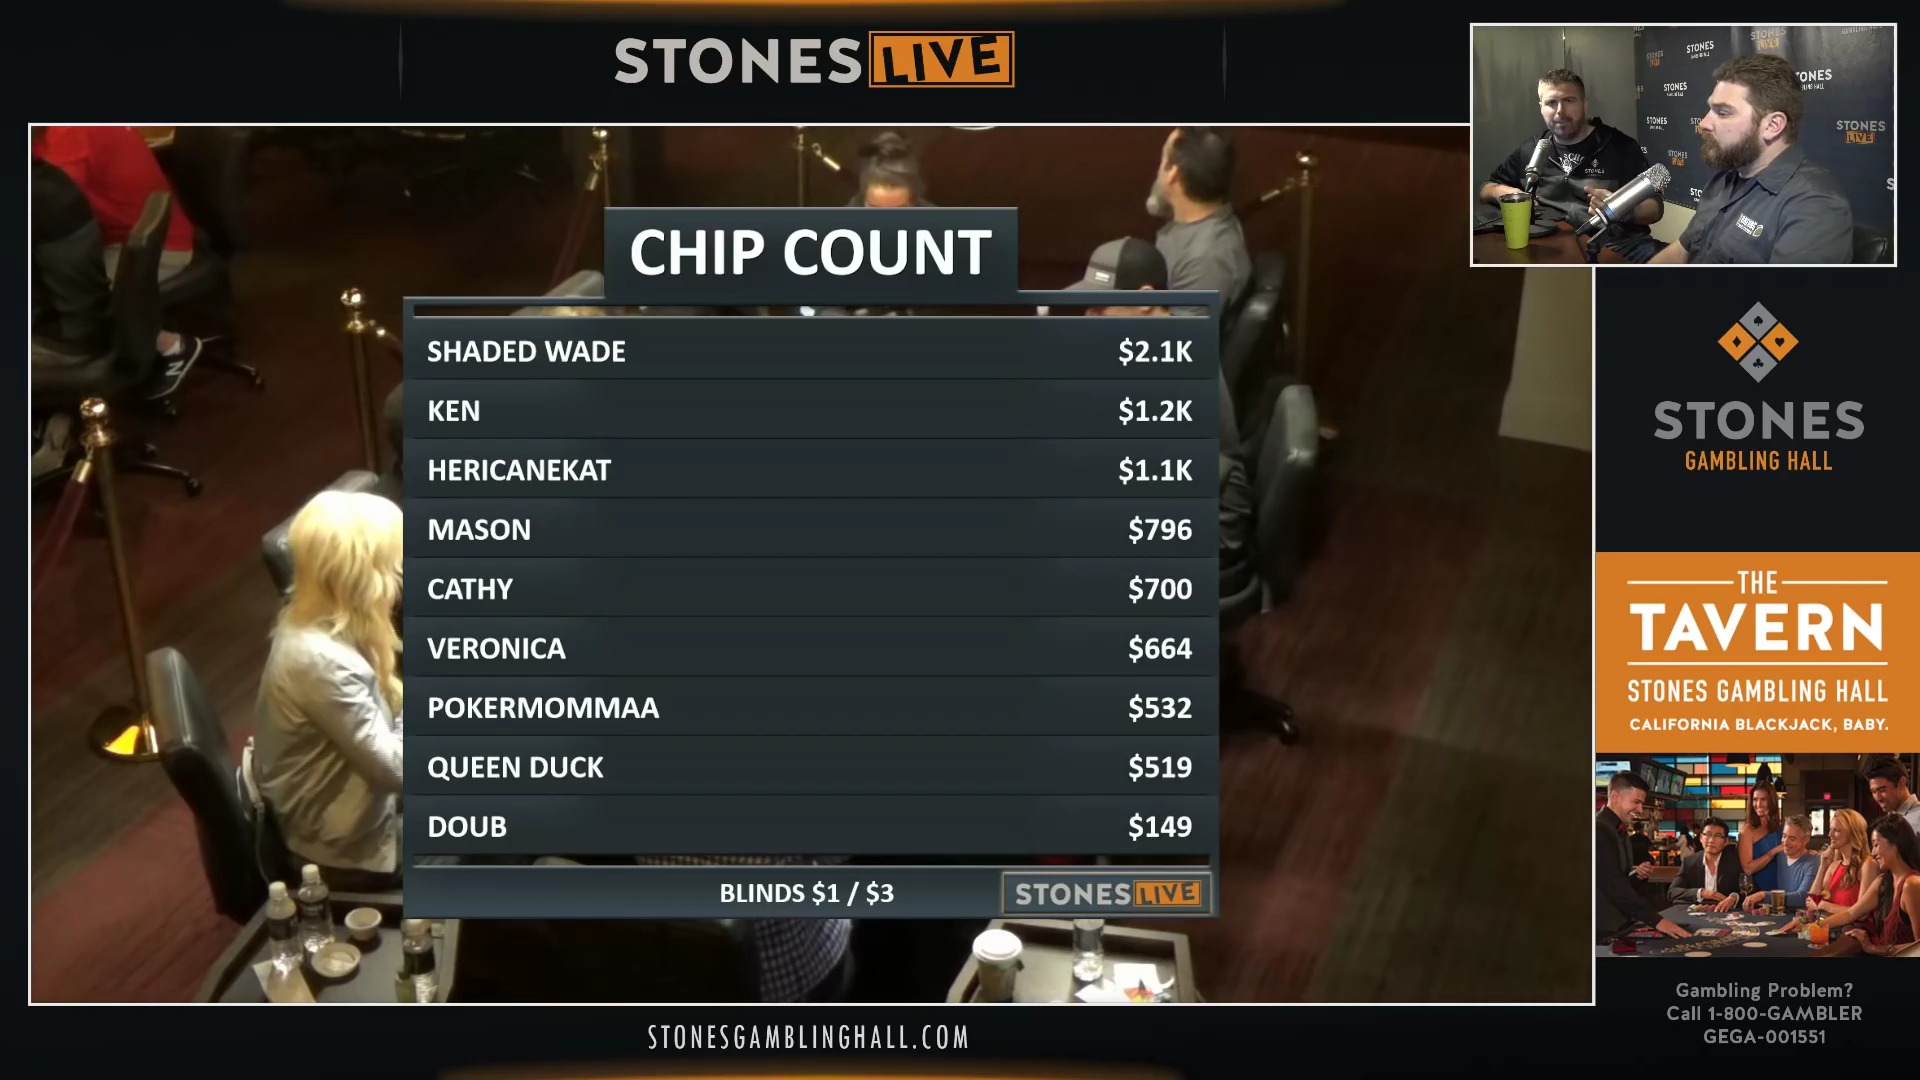 STONES LIVE
CHIP COUNT
SHADED WADE $2.1K
KEN $1.2K
HERICANEKAT $1.1K
MASON $796
CATHY $700
VERONICA $664
POKERMOMMAA $532
QUEEN DUCK $519
DOUB $149
BLINDS $1 / $3
STONES LIVE
STONESGAMBLINGHALL.COM
STONES
GAMBLING HALL
THE
TAVERN
STONES GAMBLING HALL
CALIFORNIA BLACKJACK, BABY.
Gambling Problem?
Call 1-800-GAMBLER
GEGA-001551